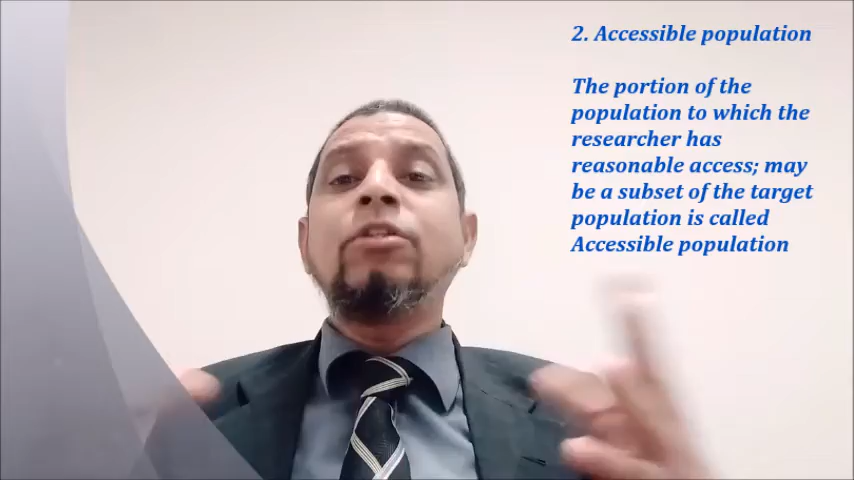 2. Accessible population
The portion of the
population to which the
researcher has
reasonable access; may
be a subset of the target
population is called
Accessible population